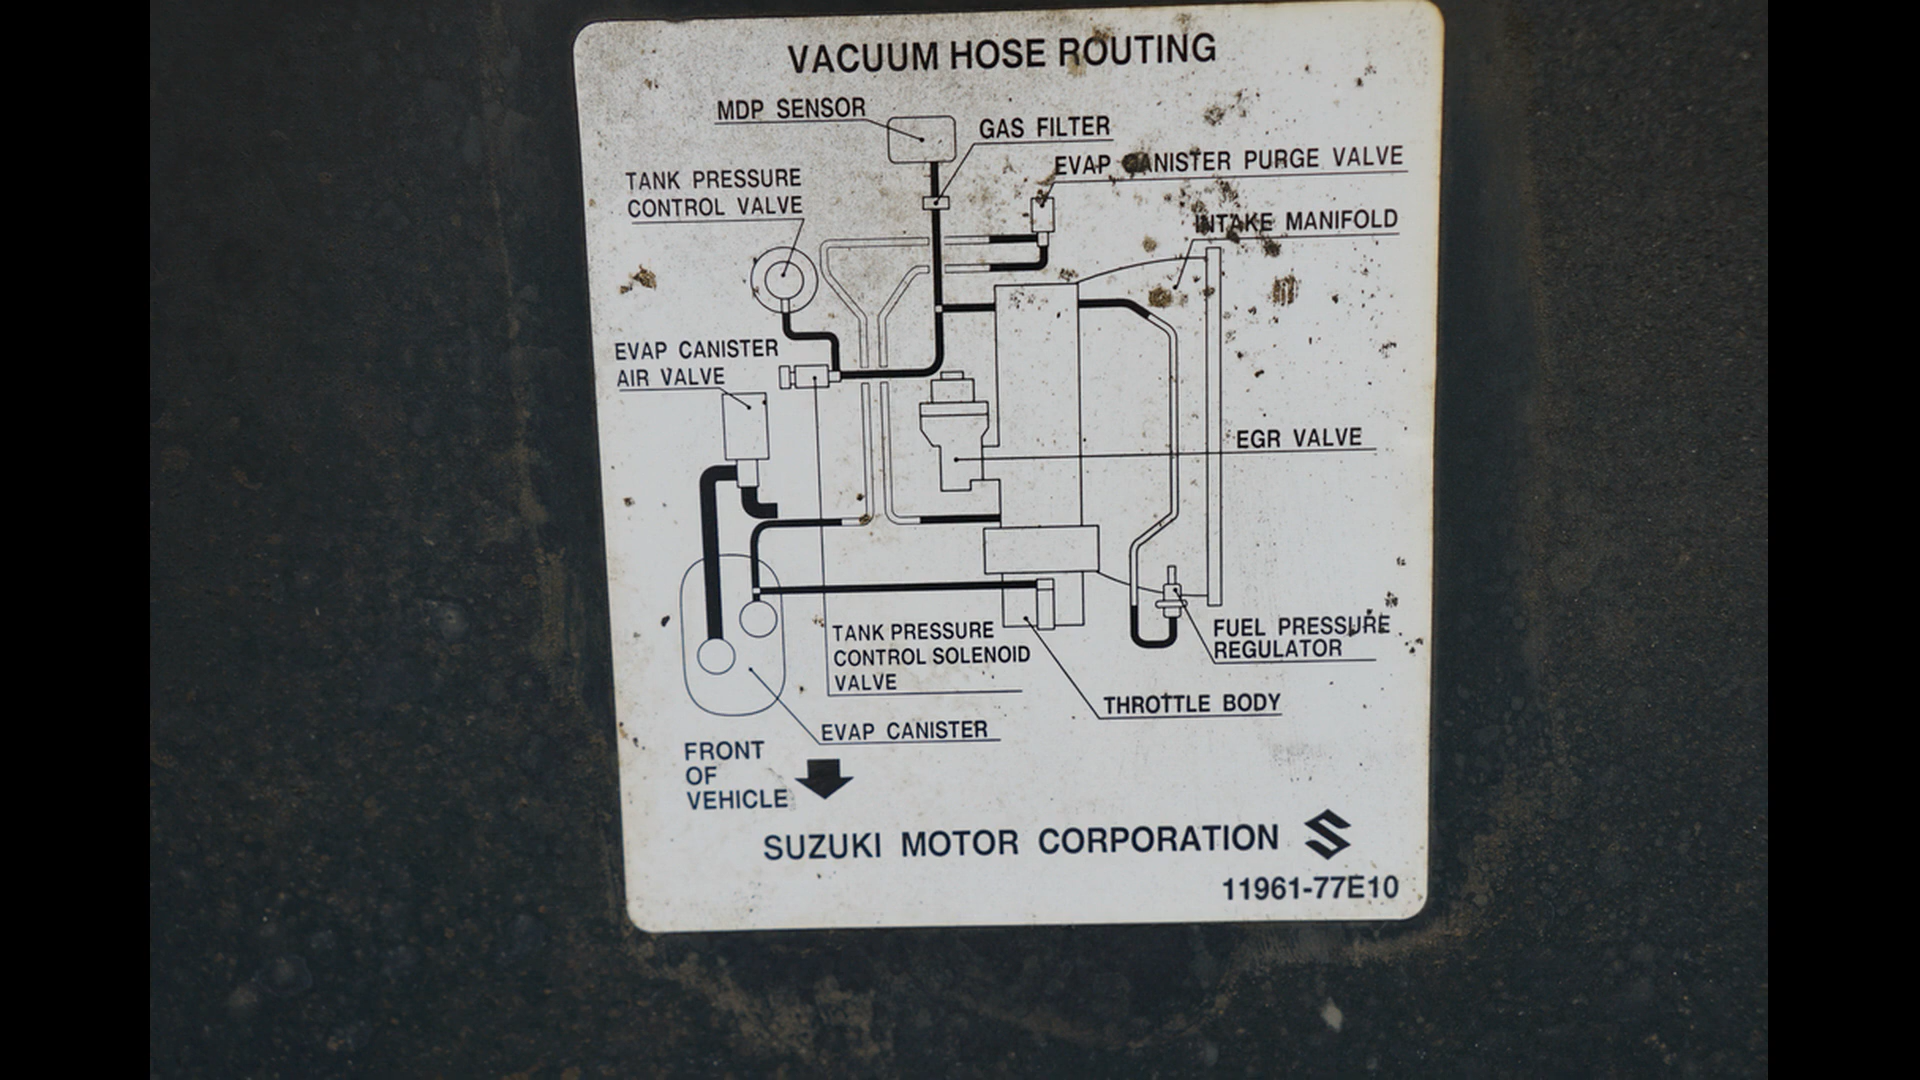 VACUUM HOSE ROUTING
MDP SENSOR
GAS FILTER
EVAP CANISTER PURGE VALVE
TANK PRESSURE
CONTROL VALVE
INTAKE MANIFOLD
EVAP CANISTER
AIR VALVE
EGR VALVE
TANK PRESSURE
CONTROL SOLENOID
VALVE
FUEL PRESSURE
REGULATOR
THROTTLE BODY
EVAP CANISTER
FRONT
OF
VEHICLE
SUZUKI MOTOR CORPORATION
11961-77E10